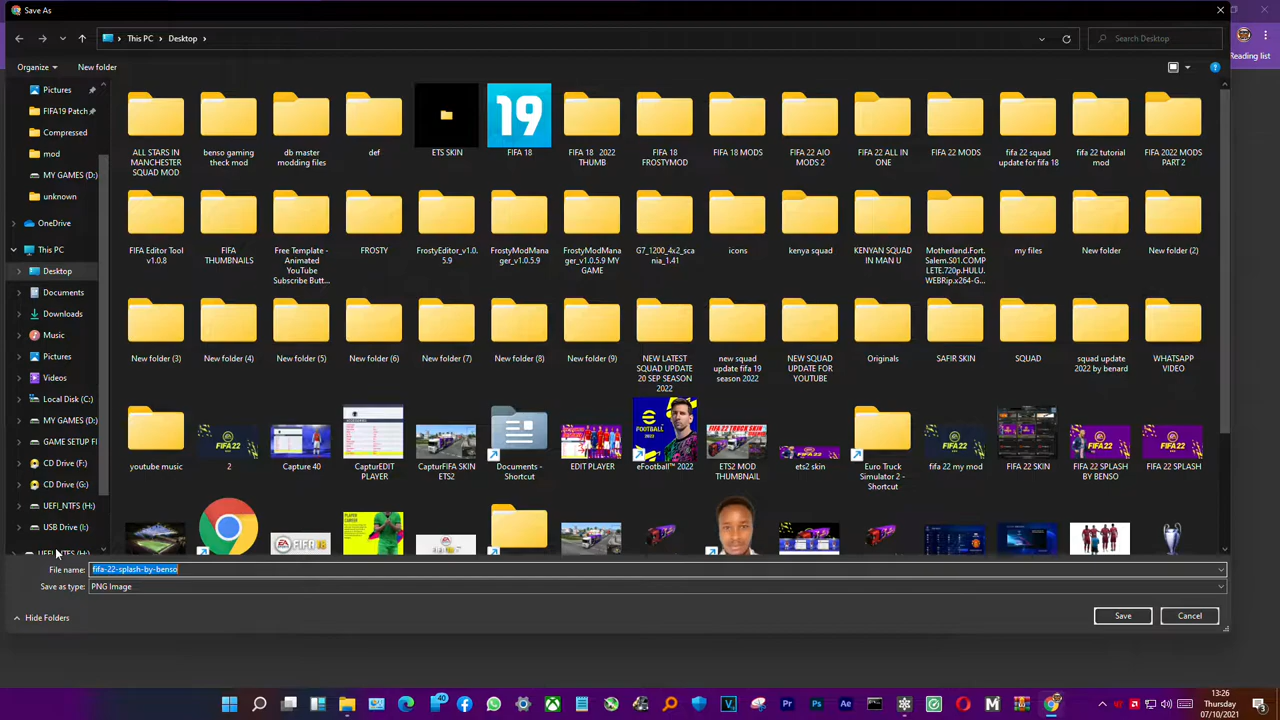 Save As
This PC
Desktop
Search Desktop
Organize
New folder
Reading list
Pictures
FIFA19 Patch
Compressed
mod
MY GAMES (D:)
unknown
OneDrive
This PC
Desktop
Documents
Downloads
Music
Pictures
Videos
Local Disk (C:)
MY GAMES (D:)
GAME SETUP F
CD Drive (F:)
CD Drive (G:)
UEFI_NTFS (H:)
USB Drive (I:)
19
ALL STARS IN
MANCHESTER
SQUAD MOD
benso gaming
theck mod
db master
modding files
def
ETS SKIN
FIFA 18
FIFA 18 2022
THUMB
FIFA 18
FROSTYMOD
FIFA 18 MODS
FIFA 22 AIO
MODS 2
FIFA 22 ALL IN
ONE
FIFA 22 MODS
fifa 22 squad
update for fifa 18
fifa 22 tutorial
mod
FIFA 2022 MODS
PART 2
FIFA Editor Tool
v1.0.8
FIFA
THUMBNAILS
Free Template -
Animated
YouTube
Subscribe Butt...
FROSTY
FrostyEditor_v1.0.
5.9
FrostyModMana
ger_v1.0.5.9
FrostyModMana
ger_v1.0.5.9 MY
GAME
G7_1200_4x2_sca
nia_1.41
icons
kenya squad
KENYAN SQUAD
IN MAN U
Motherland.Fort.
Salem.S01.COMP
LETE.720p.HULU.
WEBRip.x264-G...
my files
New folder
New folder (2)
New folder (3)
New folder (4)
New folder (5)
New folder (6)
New folder (7)
New folder (8)
New folder (9)
NEW LATEST
SQUAD UPDATE
20 SEP SEASON
2022
new squad
update fifa 19
season 2022
NEW SQUAD
UPDATE FOR
YOUTUBE
Originals
SAFIR SKIN
SQUAD
squad update
2022 by benard
WHATSAPP
VIDEO
youtube music
2
Capture 40
CapturEDIT
PLAYER
CapturFIFA SKIN
ETS2
Documents -
Shortcut
EDIT PLAYER
eFootball™ 2022
ETS2 MOD
THUMBNAIL
ets2 skin
Euro Truck
Simulator 2 -
Shortcut
fifa 22 my mod
FIFA 22 SKIN
FIFA 22 SPLASH
BY BENSO
FIFA 22 SPLASH
File name:
fifa-22-splash-by-benso
Save as type:
PNG Image
Hide Folders
Save
Cancel
13:26
Thursday
07/10/2021